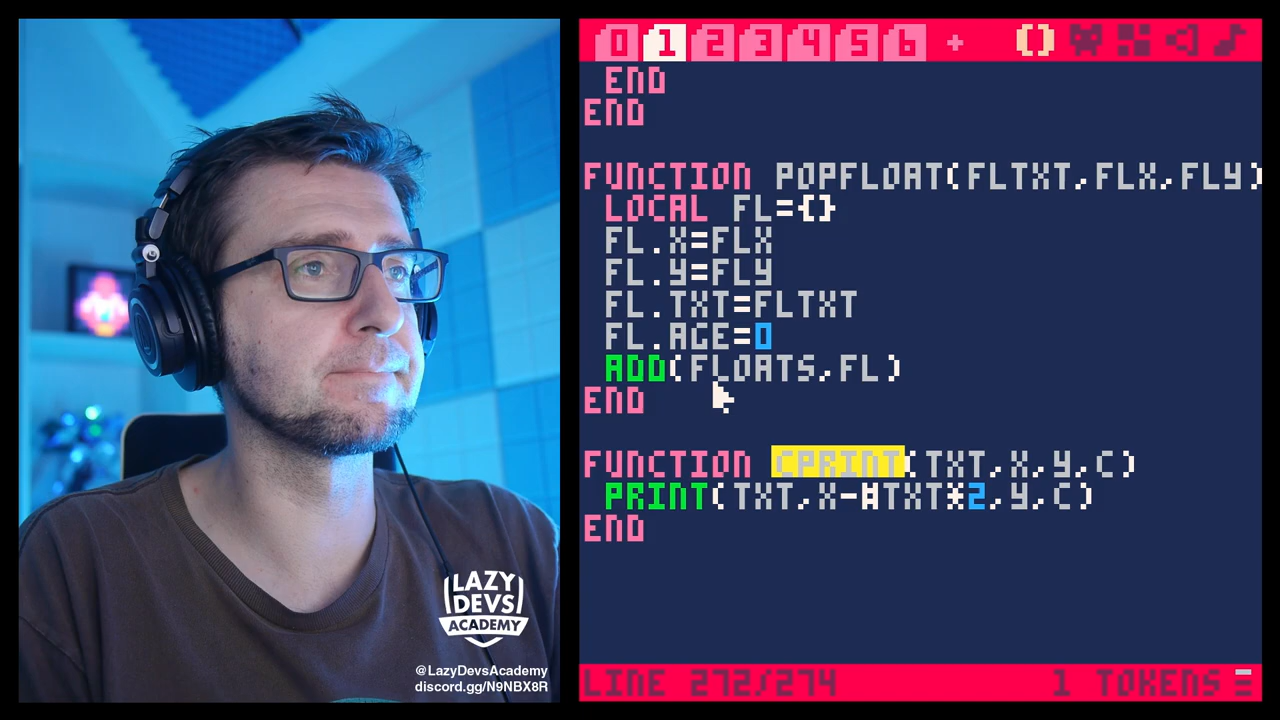 0 1 2 3 4 5 6 + ()
END
END
FUNCTION POPFLOAT(FLTXT,FLX,FLY)
LOCAL FL={}
FL.X=FLX
FL.Y=FLY
FL.TXT=FLTXT
FL.AGE=0
ADD(FLOATS,FL)
END
FUNCTION CPRINT(TXT,X,Y,C)
PRINT(TXT,X-#TXT*2,Y,C)
END
LINE 272/274 1 TOKENS
LAZY
DEVS
ACADEMY
@LazyDevsAcademy
discord.gg/N9NBX8R